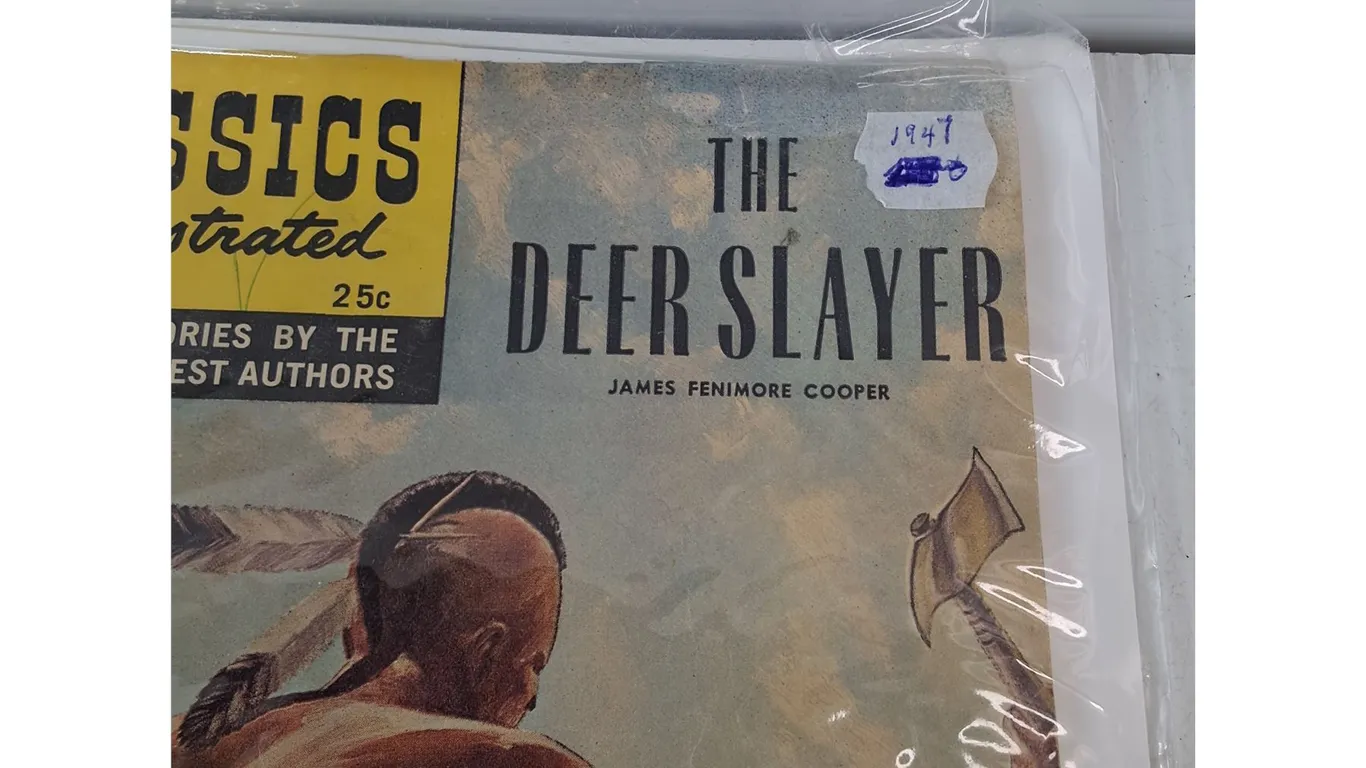 SSICS
strated
25c
ORIES BY THE
EST AUTHORS
THE
DEER SLAYER
JAMES FENIMORE COOPER
1947